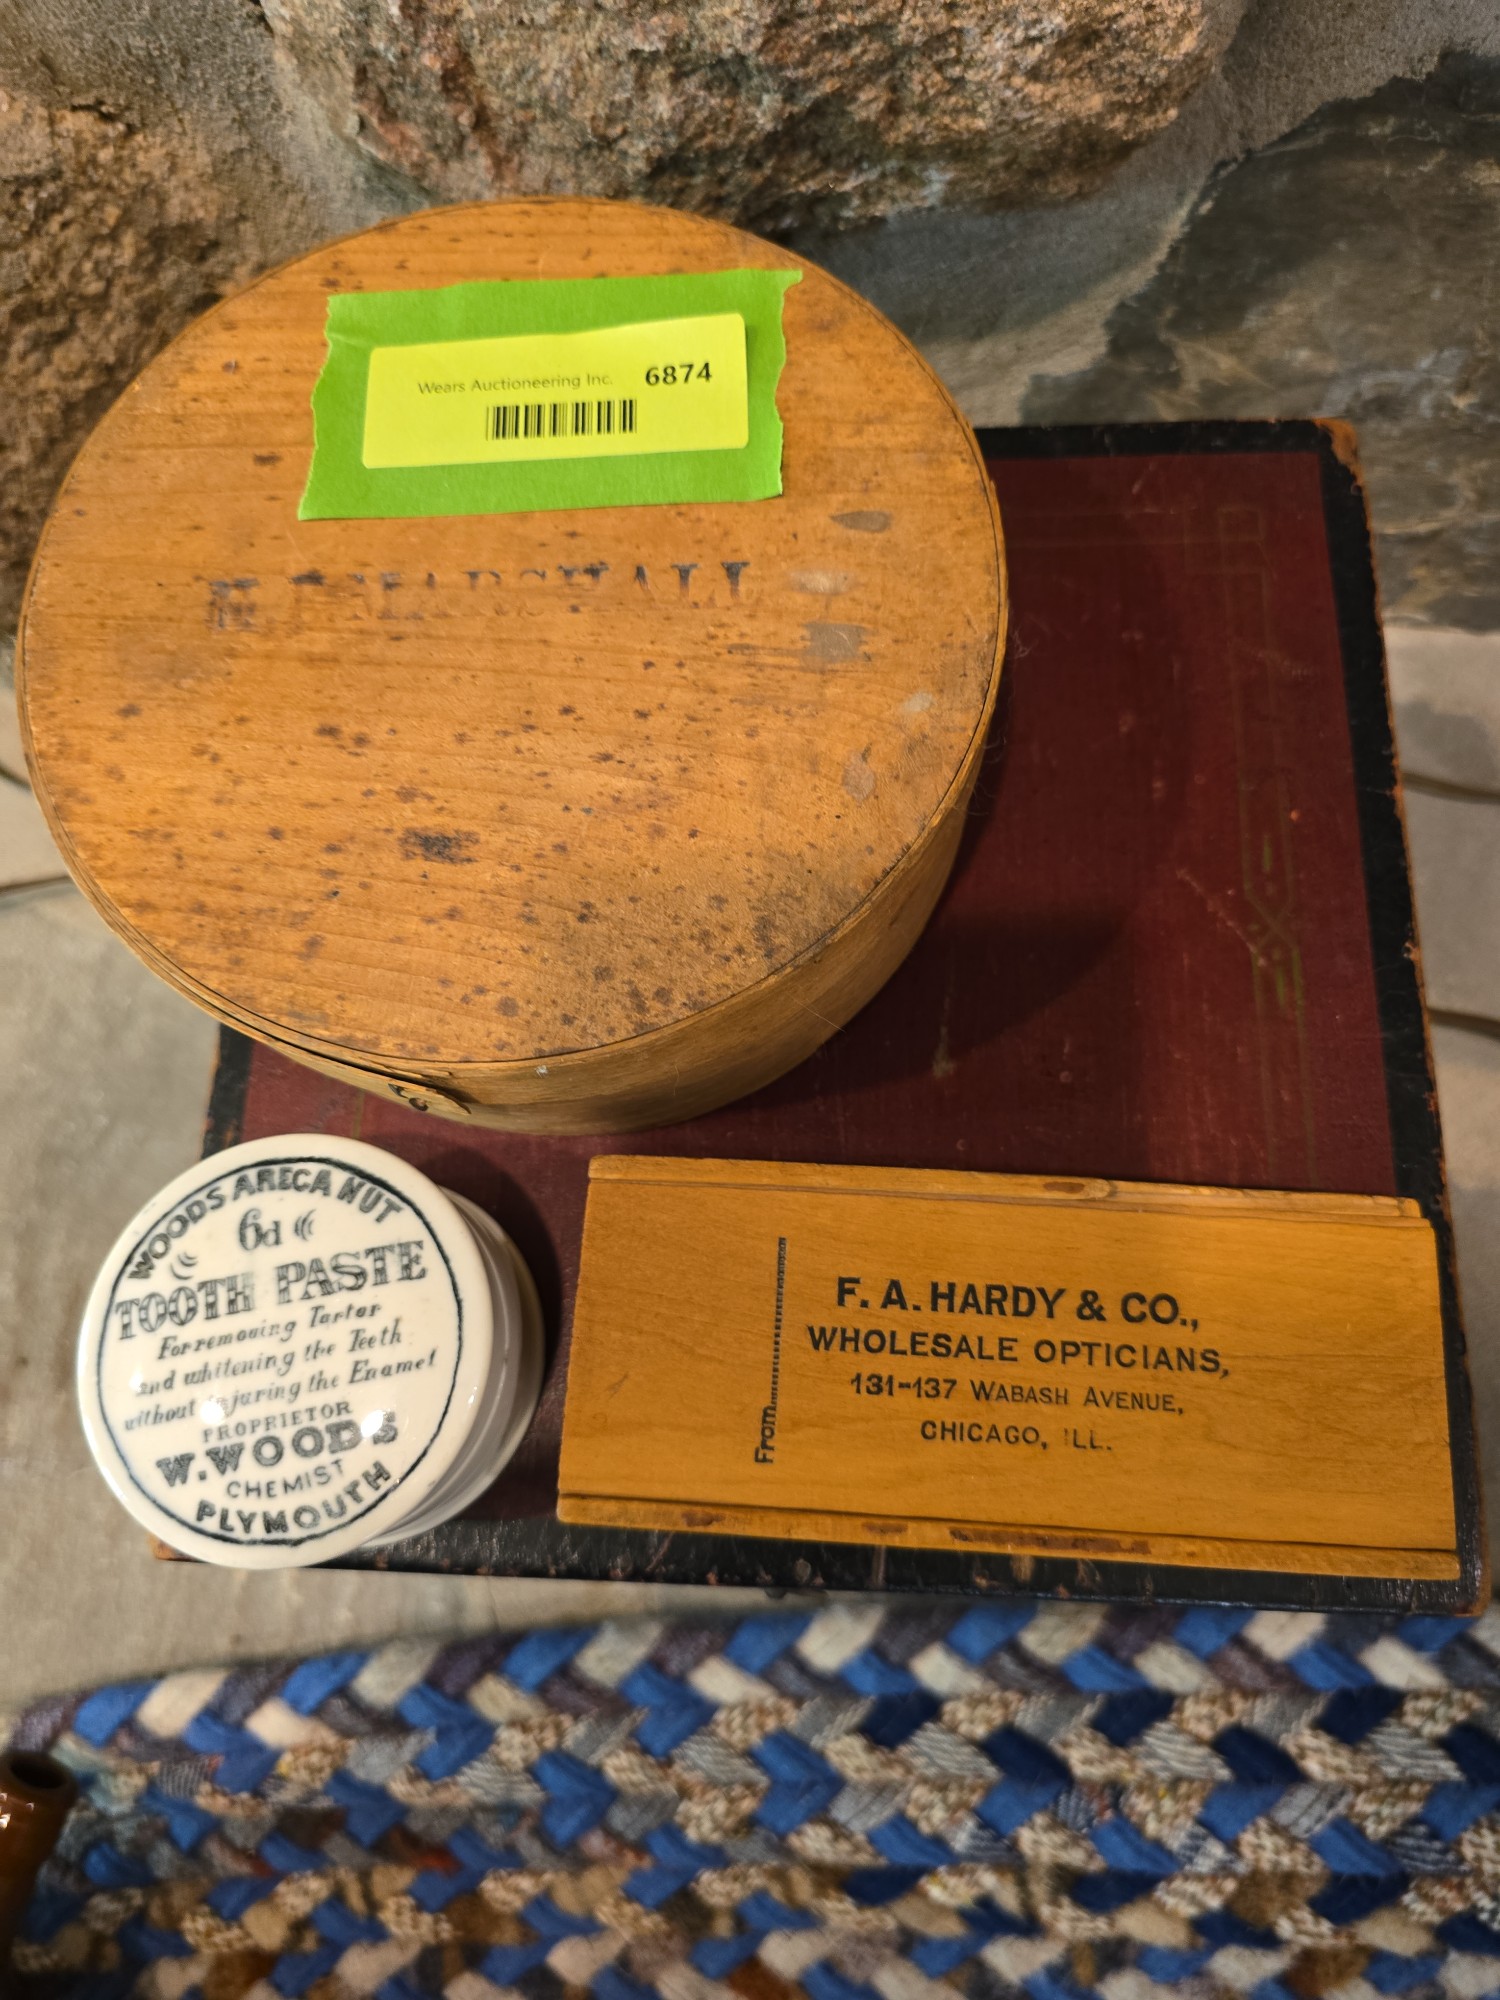 Wears Auctioneering Inc. 6874
MARSHALL
WOODS ARECA NUT
6d
TOOTH PASTE
For removing Tartar
and whitening the Teeth
without injuring the Enamel
PROPRIETOR
W. WOODS
CHEMIST
PLYMOUTH
From
F. A. HARDY & CO.,
WHOLESALE OPTICIANS,
131-137 WABASH AVENUE,
CHICAGO, ILL.